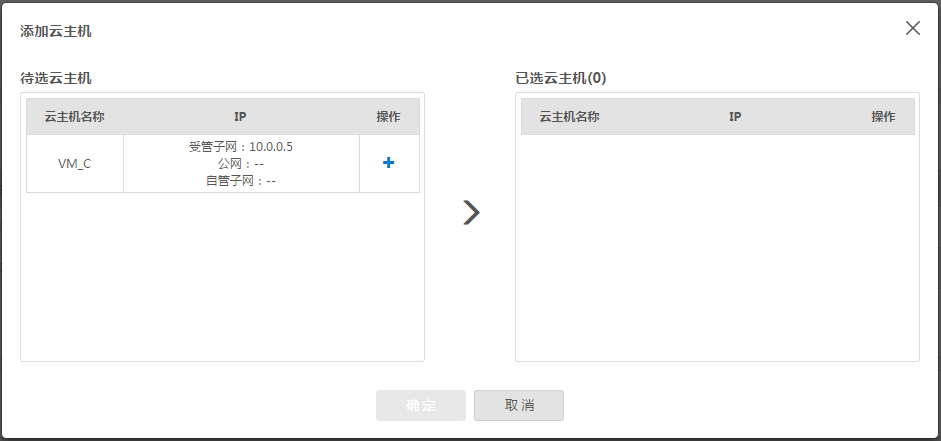 添加云主机
待选云主机
云主机名称 IP 操作
VM_C
受管子网：10.0.0.5
公网：--
自管子网：--
已选云主机(0)
云主机名称 IP 操作
确定 取消